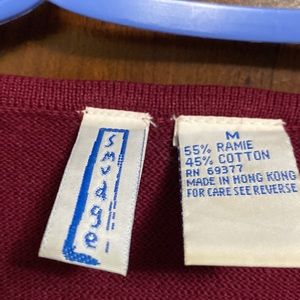 smudge
M
55% RAMIE
45% COTTON
RN 69377
MADE IN HONG KONG
FOR CARE SEE REVERSE